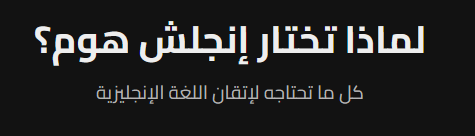 لماذا تختار إنجلش هوم؟
كل ما تحتاجه لإتقان اللغة الإنجليزية